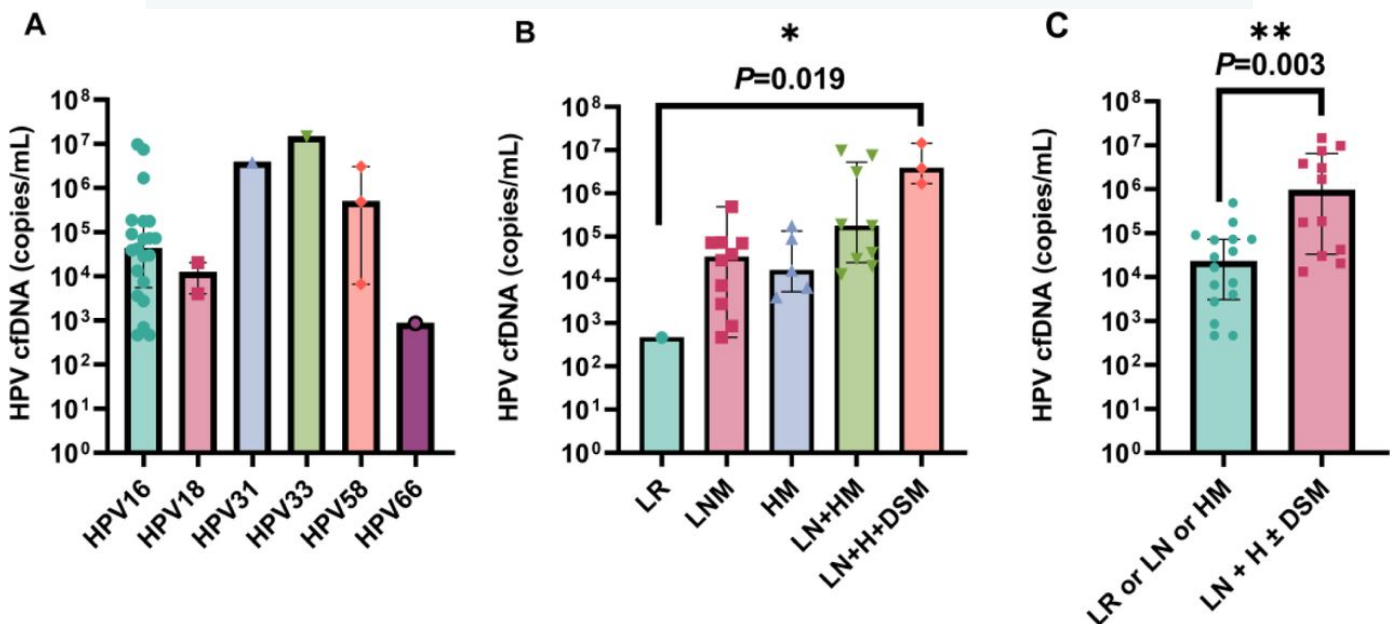 A
HPV cfDNA (copies/mL)
10⁸
10⁷
10⁶
10⁵
10⁴
10³
10²
10¹
10⁰
HPV16
HPV18
HPV31
HPV33
HPV58
HPV66
B
*
P=0.019
HPV cfDNA (copies/mL)
10⁸
10⁷
10⁶
10⁵
10⁴
10³
10²
10¹
10⁰
LR
LNM
HM
LN+HM
LN+H+DSM
C
**
P=0.003
HPV cfDNA (copies/mL)
10⁸
10⁷
10⁶
10⁵
10⁴
10³
10²
10¹
10⁰
LR or LN or HM
LN + H ± DSM